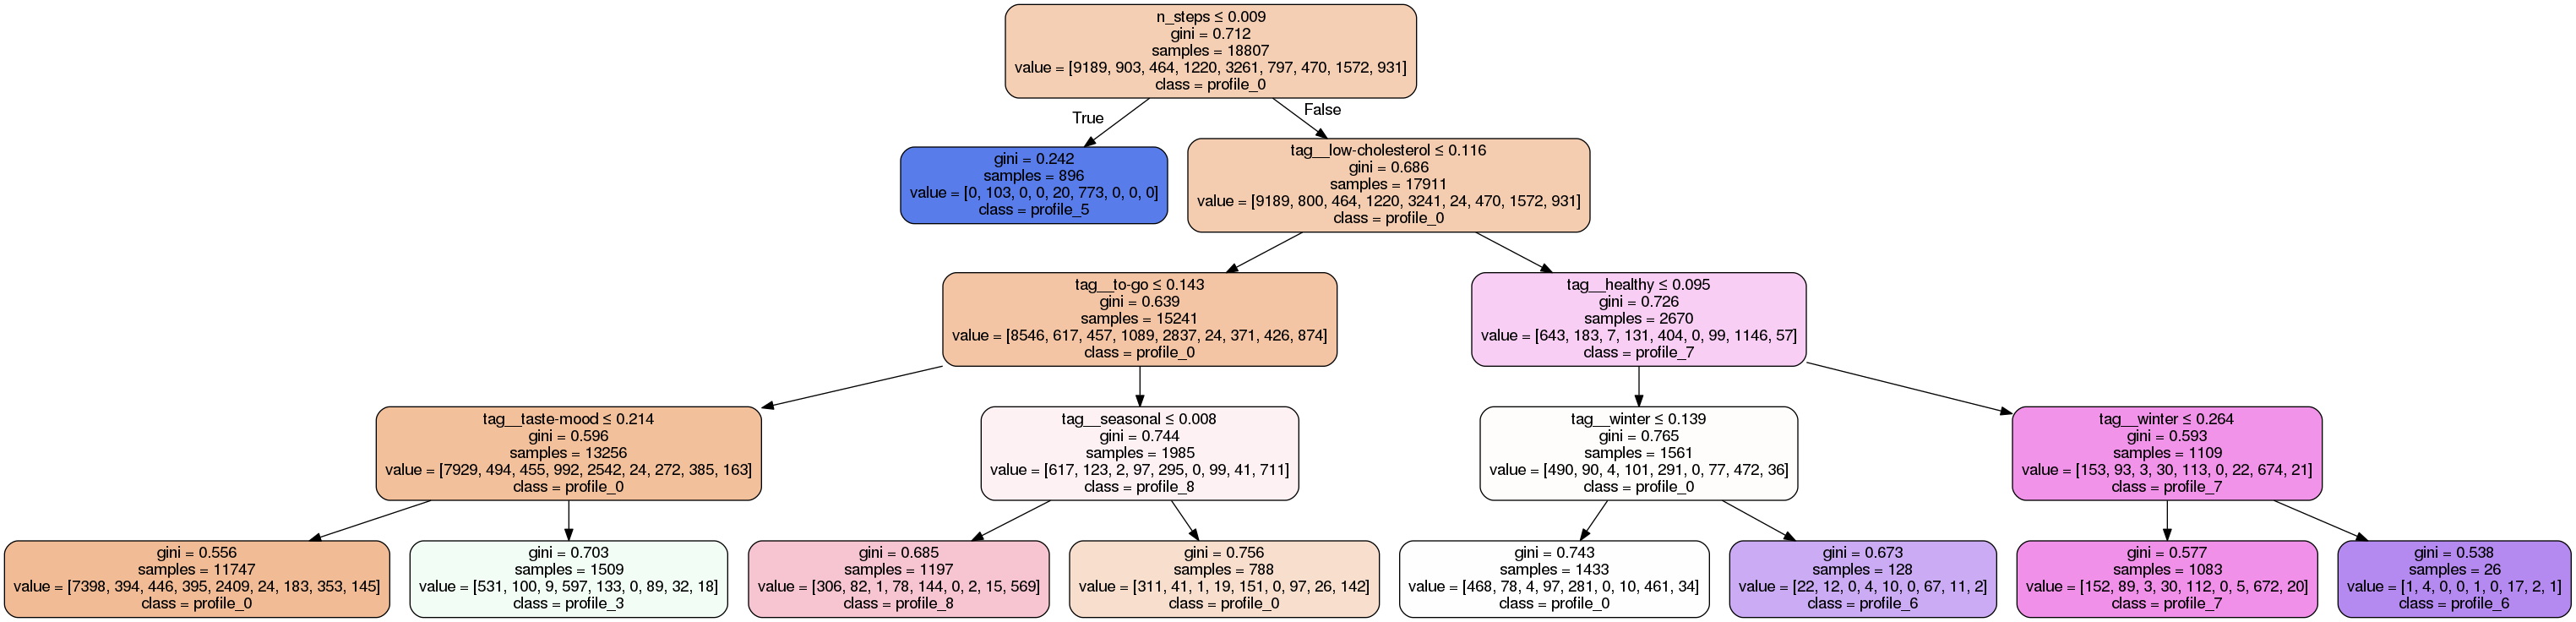 n_steps ≤ 0.009
gini = 0.712
samples = 18807
value = [9189, 903, 464, 1220, 3261, 797, 470, 1572, 931]
class = profile_0
True
False
gini = 0.242
samples = 896
value = [0, 103, 0, 0, 20, 773, 0, 0, 0]
class = profile_5
tag__low-cholesterol ≤ 0.116
gini = 0.686
samples = 17911
value = [9189, 800, 464, 1220, 3241, 24, 470, 1572, 931]
class = profile_0
tag__to-go ≤ 0.143
gini = 0.639
samples = 15241
value = [8546, 617, 457, 1089, 2837, 24, 371, 426, 874]
class = profile_0
tag__healthy ≤ 0.095
gini = 0.726
samples = 2670
value = [643, 183, 7, 131, 404, 0, 99, 1146, 57]
class = profile_7
tag__taste-mood ≤ 0.214
gini = 0.596
samples = 13256
value = [7929, 494, 455, 992, 2542, 24, 272, 385, 163]
class = profile_0
tag__seasonal ≤ 0.008
gini = 0.744
samples = 1985
value = [617, 123, 2, 97, 295, 0, 99, 41, 711]
class = profile_8
tag__winter ≤ 0.139
gini = 0.765
samples = 1561
value = [490, 90, 4, 101, 291, 0, 77, 472, 36]
class = profile_0
tag__winter ≤ 0.264
gini = 0.593
samples = 1109
value = [153, 93, 3, 30, 113, 0, 22, 674, 21]
class = profile_7
gini = 0.556
samples = 11747
value = [7398, 394, 446, 395, 2409, 24, 183, 353, 145]
class = profile_0
gini = 0.703
samples = 1509
value = [531, 100, 9, 597, 133, 0, 89, 32, 18]
class = profile_3
gini = 0.685
samples = 1197
value = [306, 82, 1, 78, 144, 0, 2, 15, 569]
class = profile_8
gini = 0.756
samples = 788
value = [311, 41, 1, 19, 151, 0, 97, 26, 142]
class = profile_0
gini = 0.743
samples = 1433
value = [468, 78, 4, 97, 281, 0, 10, 461, 34]
class = profile_0
gini = 0.673
samples = 128
value = [22, 12, 0, 4, 10, 0, 67, 11, 2]
class = profile_6
gini = 0.577
samples = 1083
value = [152, 89, 3, 30, 112, 0, 5, 672, 20]
class = profile_7
gini = 0.538
samples = 26
value = [1, 4, 0, 0, 1, 0, 17, 2, 1]
class = profile_6